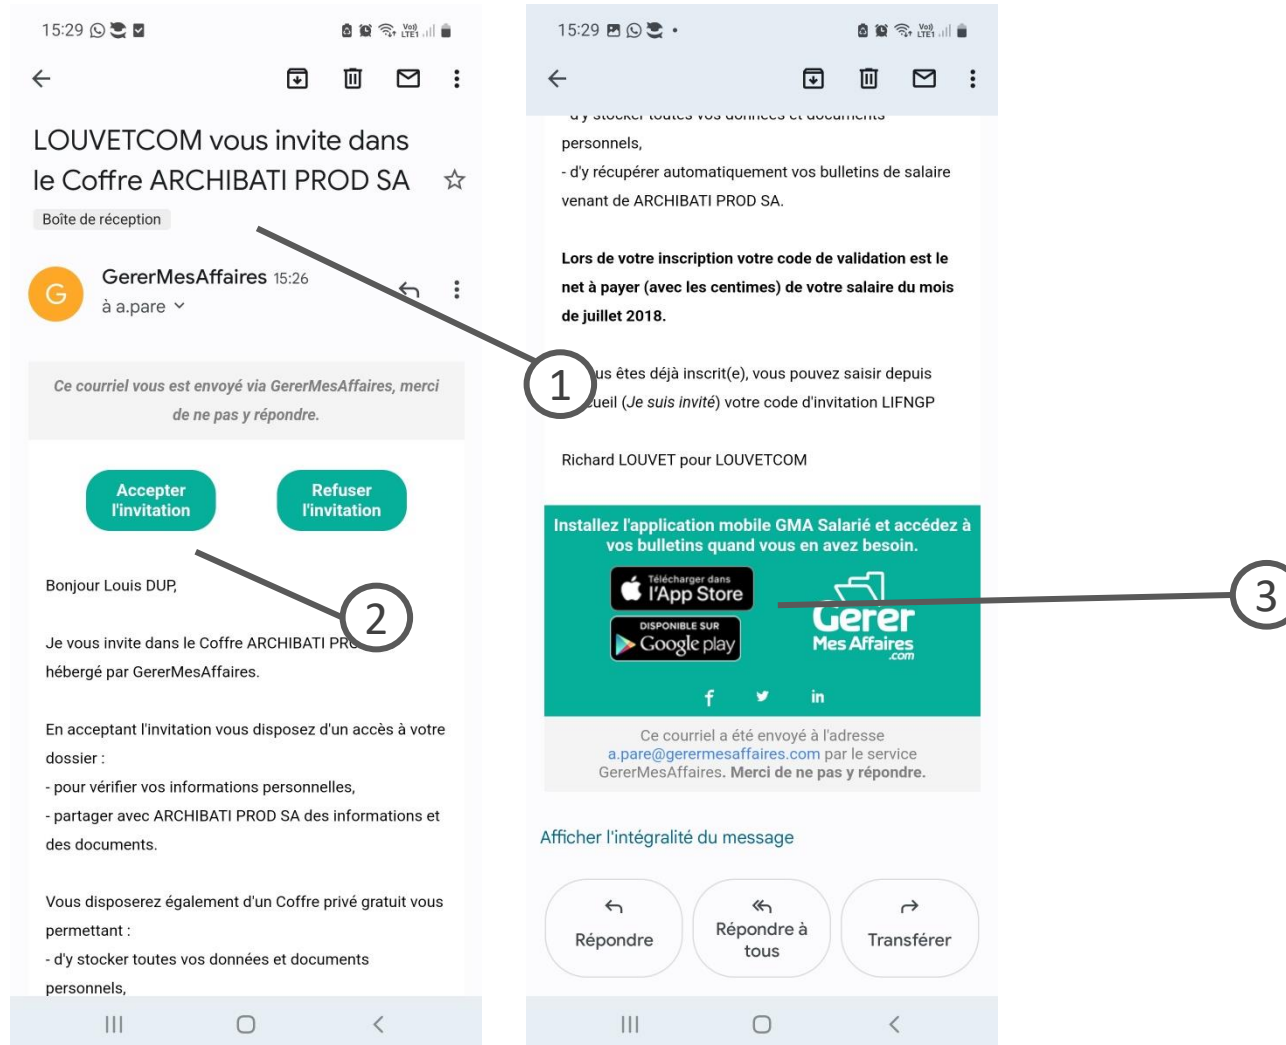 15:29
LOUVETCOM vous invite dans
le Coffre ARCHIBATI PROD SA
Boîte de réception
G
GererMesAffaires 15:26
à a.pare
Ce courriel vous est envoyé via GererMesAffaires, merci
de ne pas y répondre.
Accepter
l'invitation
Refuser
l'invitation
Bonjour Louis DUP,
Je vous invite dans le Coffre ARCHIBATI
hébergé par GererMesAffaires.
En acceptant l'invitation vous disposez d'un accès à votre
dossier :
- pour vérifier vos informations personnelles,
- partager avec ARCHIBATI PROD SA des informations et
des documents.
Vous disposerez également d'un Coffre privé gratuit vous
permettant :
- d'y stocker toutes vos données et documents
personnels,
1
2
15:29
Vo))
LTE1
- d'y stocker toutes vos données et documents
personnels,
- d'y récupérer automatiquement vos bulletins de salaire
venant de ARCHIBATI PROD SA.
Lors de votre inscription votre code de validation est le
net à payer (avec les centimes) de votre salaire du mois
de juillet 2018.
us êtes déjà inscrit(e), vous pouvez saisir depuis
ueil (Je suis invité) votre code d'invitation LIFNGP
Richard LOUVET pour LOUVETCOM
Installez l'application mobile GMA Salarié et accédez à
vos bulletins quand vous en avez besoin.
Télécharger dans
l'App Store
DISPONIBLE SUR
Google play
Gerer
Mes Affaires
.com
f
in
Ce courriel a été envoyé à l'adresse
a.pare@gerermesaffaires.com par le service
GererMesAffaires. Merci de ne pas y répondre.
Afficher l'intégralité du message
Répondre
Répondre à
tous
Transférer
3